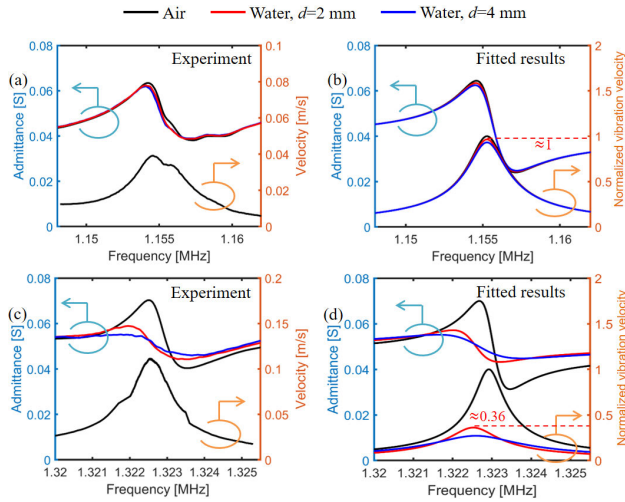 Air Water, d=2 mm Water, d=4 mm
(a) Experiment
Admittance [S]
0.08
0.06
0.04
0.02
0
1.15 1.155 1.16
Frequency [MHz]
0.1
0.08
0.06
0.04
0.02
0
Velocity [m/s]
(b) Fitted results
Admittance [S]
0.08
0.06
0.04
0.02
0
≈1
1.15 1.155 1.16
Frequency [MHz]
2
1.5
1
0.5
0
Normalized vibration velocity
(c) Experiment
Admittance [S]
0.08
0.06
0.04
0.02
0
1.32 1.321 1.322 1.323 1.324 1.325
Frequency [MHz]
0.2
0.15
0.1
0.05
0
Velocity [m/s]
(d) Fitted results
Admittance [S]
0.08
0.06
0.04
0.02
0
≈0.36
1.32 1.321 1.322 1.323 1.324 1.325
Frequency [MHz]
2
1.5
1
0.5
0
Normalized vibration velocity